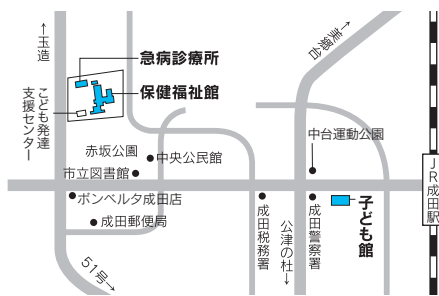 ←玉造
急病診療所
保健福祉館
こども発達
支援センター
←美郷台
赤坂公園
中央公民館
市立図書館
ボンベルタ成田店
成田郵便局
51号→
中台運動公園
成田税務署
公津の杜→
成田警察署
子ども館
JR成田駅